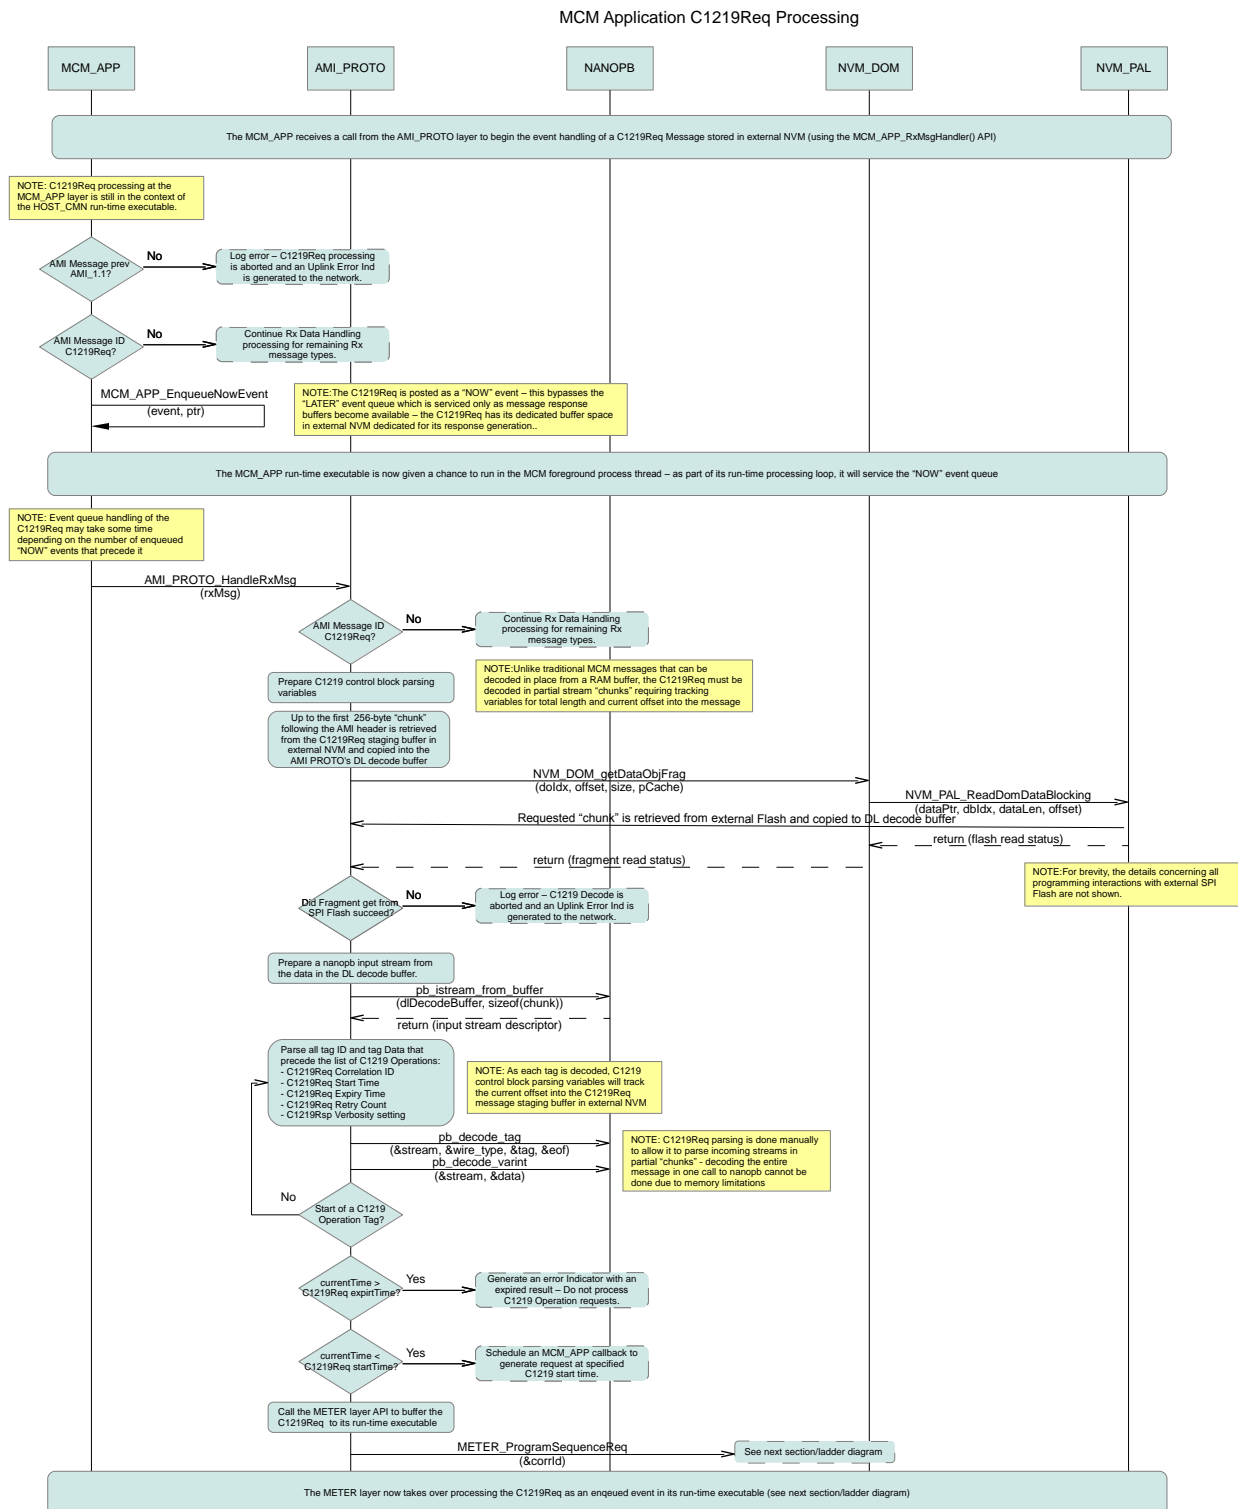 MCM Application C1219Req Processing
MCM_APP
AMI_PROTO
NANOPB
NVM_DOM
NVM_PAL
The MCM_APP receives a call from the AMI_PROTO layer to begin the event handling of a C1219Req Message stored in external NVM (using the MCM_APP_RxMsgHandler() API)
NOTE: C1219Req processing at the
MCM_APP layer is still in the context of
the HOST_CMN run-time executable.
AMI Message prev
AMI_1.1?
No
Log error – C1219Req processing
is aborted and an Uplink Error Ind
is generated to the network.
AMI Message ID
C1219Req?
No
Continue Rx Data Handling
processing for remaining Rx
message types.
MCM_APP_EnqueueNowEvent
(event, ptr)
NOTE:The C1219Req is posted as a “NOW” event – this bypasses the
“LATER” event queue which is serviced only as message response
buffers become available – the C1219Req has its dedicated buffer space
in external NVM dedicated for its response generation..
The MCM_APP run-time executable is now given a chance to run in the MCM foreground process thread – as part of its run-time processing loop, it will service the “NOW” event queue
NOTE: Event queue handling of the
C1219Req may take some time
depending on the number of enqueued
“NOW” events that precede it
AMI_PROTO_HandleRxMsg
(rxMsg)
AMI Message ID
C1219Req?
No
Continue Rx Data Handling
processing for remaining Rx
message types.
Prepare C1219 control block parsing
variables
NOTE:Unlike traditional MCM messages that can be
decoded in place from a RAM buffer, the C1219Req must be
decoded in partial stream “chunks” requiring tracking
variables for total length and current offset into the message
Up to the first 256-byte “chunk”
following the AMI header is retrieved
from the C1219Req staging buffer in
external NVM and copied into the
AMI PROTO's DL decode buffer
NVM_DOM_getDataObjFrag
(doIdx, offset, size, pCache)
NVM_PAL_ReadDomDataBlocking
(dataPtr, dbIdx, dataLen, offset)
Requested “chunk” is retrieved from external Flash and copied to DL decode buffer
return (flash read status)
return (fragment read status)
NOTE:For brevity, the details concerning all
programming interactions with external SPI
Flash are not shown.
Did Fragment get from
SPI Flash succeed?
No
Log error – C1219 Decode is
aborted and an Uplink Error Ind is
generated to the network.
Prepare a nanopb input stream from
the data in the DL decode buffer.
pb_istream_from_buffer
(dlDecodeBuffer, sizeof(chunk))
return (input stream descriptor)
Parse all tag ID and tag Data that
precede the list of C1219 Operations:
- C1219Req Correlation ID
- C1219Req Start Time
- C1219Req Expiry Time
- C1219Req Retry Count
- C1219Rsp Verbosity setting
NOTE: As each tag is decoded, C1219
control block parsing variables will track
the current offset into the C1219Req
message staging buffer in external NVM
pb_decode_tag
(&stream, &wire_type, &tag, &eof)
pb_decode_varint
(&stream, &data)
NOTE: C1219Req parsing is done manually
to allow it to parse incoming streams in
partial “chunks” - decoding the entire
message in one call to nanopb cannot be
done due to memory limitations
No
Start of a C1219
Operation Tag?
currentTime >
C1219Req expirtTime?
Yes
Generate an error Indicator with an
expired result – Do not process
C1219 Operation requests.
currentTime <
C1219Req startTime?
Yes
Schedule an MCM_APP callback to
generate request at specified
C1219 start time.
Call the METER layer API to buffer the
C1219Req to its run-time executable
METER_ProgramSequenceReq
(&corrId)
See next section/ladder diagram
The METER layer now takes over processing the C1219Req as an enqeued event in its run-time executable (see next section/ladder diagram)